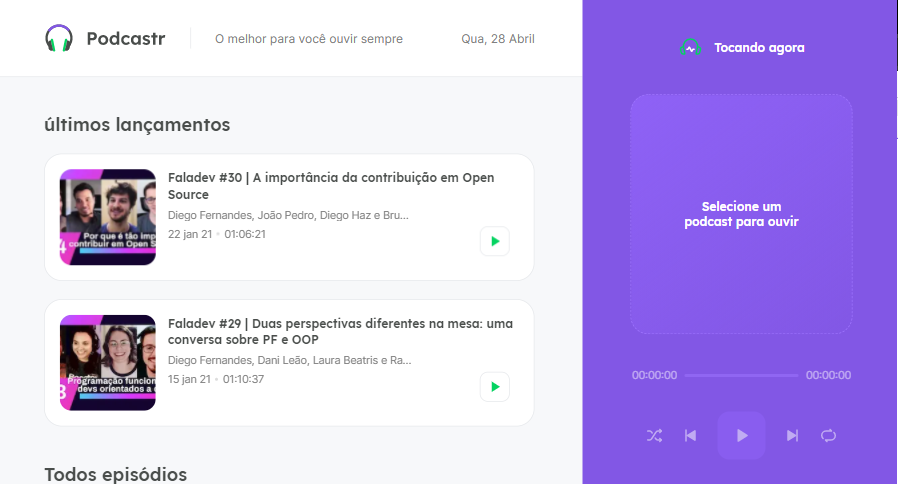 Podcastr
O melhor para você ouvir sempre
Qua, 28 Abril
Tocando agora
últimos lançamentos
Faladev #30 | A importância da contribuição em Open
Source
Diego Fernandes, João Pedro, Diego Haz e Bru...
22 jan 21 • 01:06:21
Por que é tão imp
contribuir em Open S
4
Faladev #29 | Duas perspectivas diferentes na mesa: uma
conversa sobre PF e OOP
Diego Fernandes, Dani Leão, Laura Beatris e Ra...
15 jan 21 • 01:10:37
Programação funcion
devs orientados a
3
Todos episódios
Selecione um
podcast para ouvir
00:00:00
00:00:00